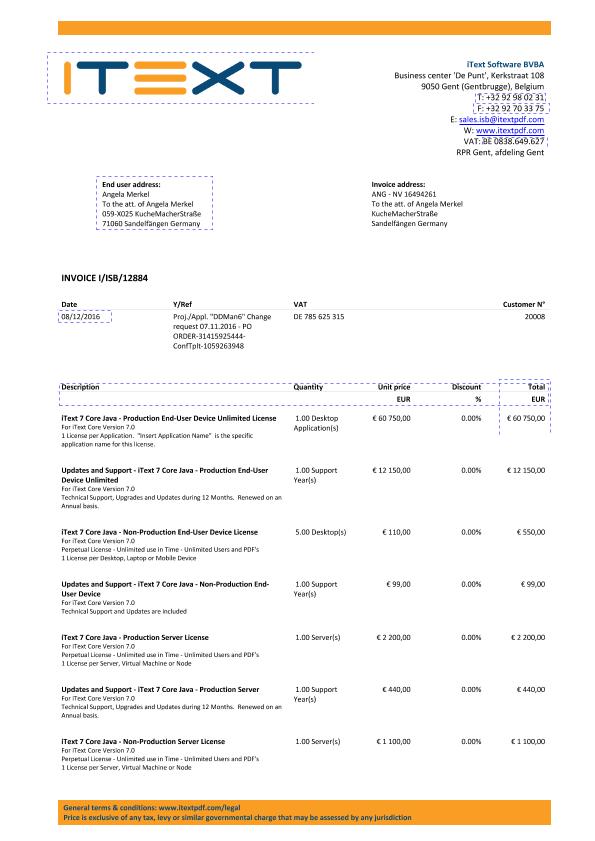 iTEXT
iText Software BVBA
Business center 'De Punt', Kerkstraat 108
9050 Gent (Gentbrugge), Belgium
T: +32 92 98 02 31
F: +32 92 70 33 75
E: sales.isb@itextpdf.com
W: www.itextpdf.com
VAT: BE 0838.649.627
RPR Gent, afdeling Gent
End user address:
Angela Merkel
To the att. of Angela Merkel
059-X025 KucheMacherStraße
71060 Sandelfängen Germany
Invoice address:
ANG - NV 16494261
To the att. of Angela Merkel
KucheMacherStraße
Sandelfängen Germany
INVOICE I/ISB/12884
Date Y/Ref VAT Customer N°
08/12/2016 Proj./Appl. "DDMan6" Change DE 785 625 315 20008
request 07.11.2016 - PO
ORDER-31415925444-
ConfTplt-1059263948
Description Quantity Unit price Discount Total
EUR % EUR
iText 7 Core Java - Production End-User Device Unlimited License 1.00 Desktop € 60 750,00 0.00% € 60 750,00
For iText Core Version 7.0 Application(s)
1 License per Application. "Insert Application Name" is the specific
application name for this license.
Updates and Support - iText 7 Core Java - Production End-User 1.00 Support € 12 150,00 0.00% € 12 150,00
Device Unlimited Year(s)
For iText Core Version 7.0
Technical Support, Upgrades and Updates during 12 Months. Renewed on an
Annual basis.
iText 7 Core Java - Non-Production End-User Device License 5.00 Desktop(s) € 110,00 0.00% € 550,00
For iText Core Version 7.0
Perpetual License - Unlimited use in Time - Unlimited Users and PDF's
1 License per Desktop, Laptop or Mobile Device
Updates and Support - iText 7 Core Java - Non-Production End- 1.00 Support € 99,00 0.00% € 99,00
User Device Year(s)
For iText Core Version 7.0
Technical Support and Updates are included
iText 7 Core Java - Production Server License 1.00 Server(s) € 2 200,00 0.00% € 2 200,00
For iText Core Version 7.0
Perpetual License - Unlimited use in Time - Unlimited Users and PDF's
1 License per Server, Virtual Machine or Node
Updates and Support - iText 7 Core Java - Production Server 1.00 Support € 440,00 0.00% € 440,00
For iText Core Version 7.0 Year(s)
Technical Support, Upgrades and Updates during 12 Months. Renewed on an
Annual basis.
iText 7 Core Java - Non-Production Server License 1.00 Server(s) € 1 100,00 0.00% € 1 100,00
For iText Core Version 7.0
Perpetual License - Unlimited use in Time - Unlimited Users and PDF's
1 License per Server, Virtual Machine or Node
General terms & conditions: www.itextpdf.com/legal
Price is exclusive of any tax, levy or similar governmental charge that may be assessed by any jurisdiction